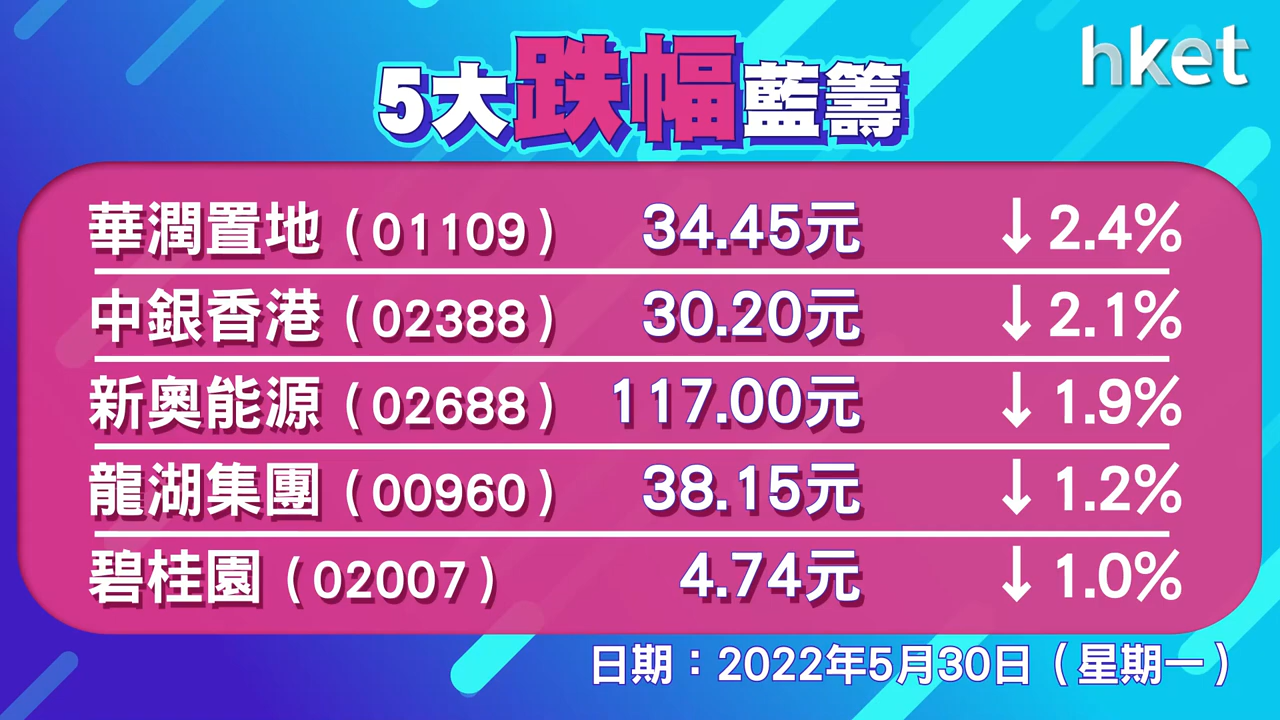 hket
5大跌幅藍籌
華潤置地（01109） 34.45元 ↓2.4%
中銀香港（02388） 30.20元 ↓2.1%
新奧能源（02688） 117.00元 ↓1.9%
龍湖集團（00960） 38.15元 ↓1.2%
碧桂園（02007） 4.74元 ↓1.0%
日期：2022年5月30日（星期一）